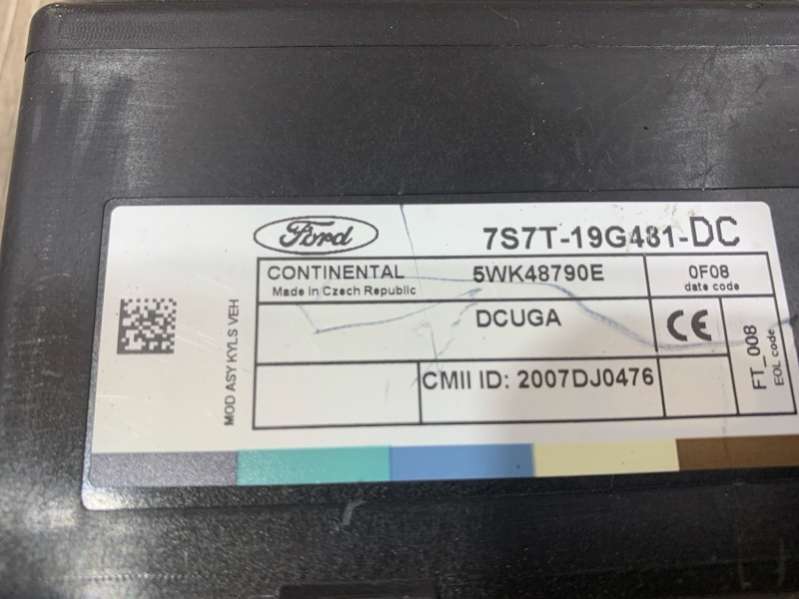 Ford
7S7T-19G481-DC
CONTINENTAL 5WK48790E 0F08
Made in Czech Republic date code
DCUGA CE
MOD ASY KYLS VEH
CMII ID: 2007DJ0476
FT_008
EOL code